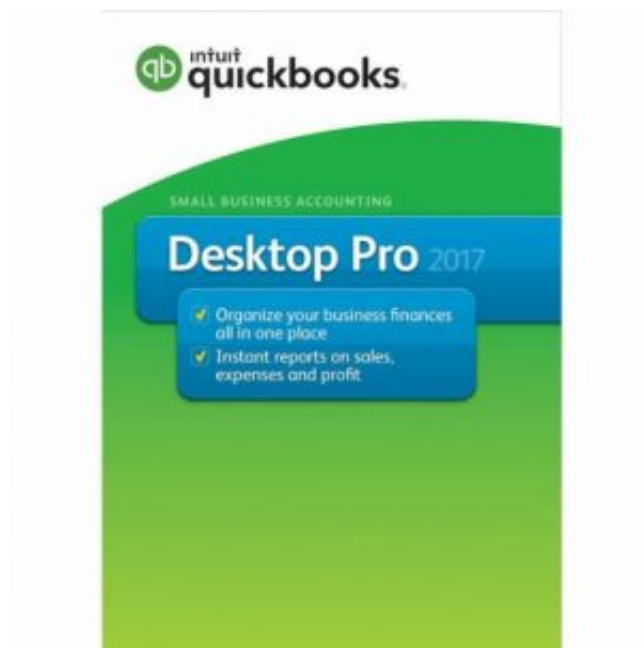 intuit
qb quickbooks.
SMALL BUSINESS ACCOUNTING
Desktop Pro 2017
Organize your business finances
all in one place
Instant reports on sales,
expenses and profit